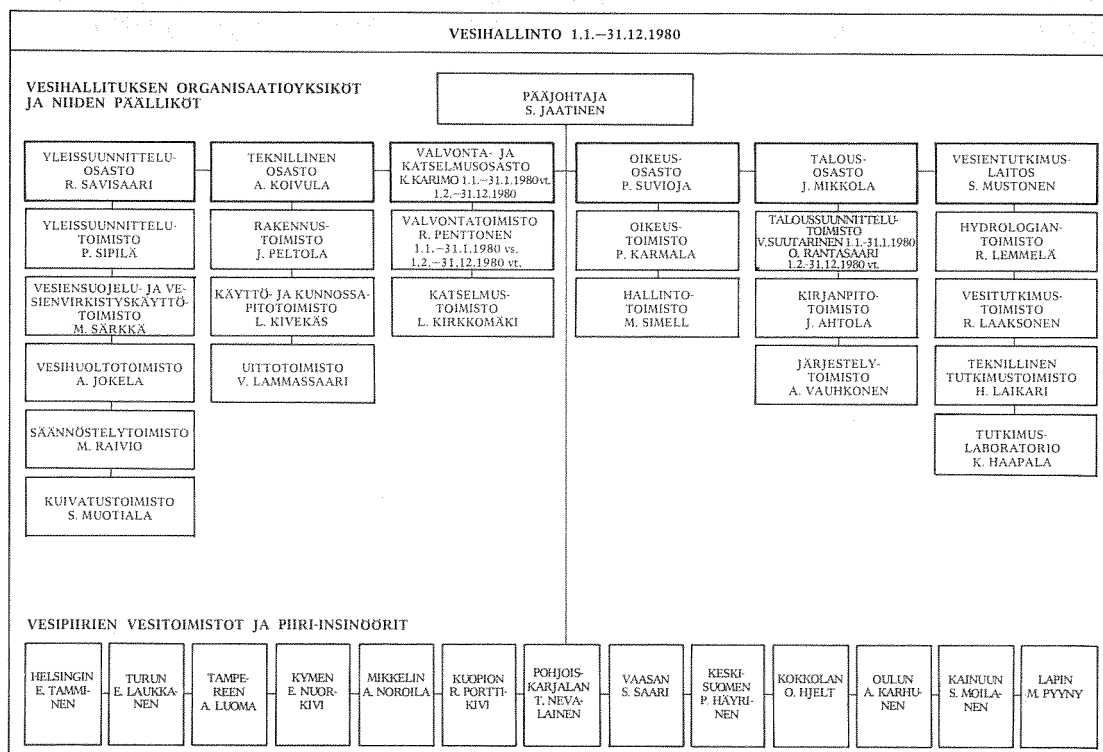 VESIHALLINTO 1.1.–31.12.1980
VESIHALLITUKSEN ORGANISAATIOYKSIKÖT
JA NIIDEN PÄÄLLIKÖT
PÄÄJOHTAJA
S. JAATINEN
YLEISSUUNNITTELU-
OSASTO
R. SAVISAARI
YLEISSUUNNITTELU-
TOIMISTO
P. SIPILÄ
VESIENSUOJELU- JA VE-
SIENVIRKISTYSKÄYTTÖ-
TOIMISTO
M. SÄRKKÄ
VESIHUOLTOTOIMISTO
A. JOKELA
SÄÄNNÖSTELYTOIMISTO
M. RAIVIO
KUIVATUSTOIMISTO
S. MUOTIALA
TEKNILLINEN
OSASTO
A. KOIVULA
RAKENNUS-
TOIMISTO
J. PELTOLA
KÄYTTÖ- JA KUNNOSSA-
PITOTOIMISTO
L. KIVEKÄS
UITTOTOIMISTO
V. LAMMASSAARI
VALVONTA- JA
KATSELMUSOSASTO
K. KARIMO 1.1.–31.1.1980 vt.
1.2.–31.12.1980
VALVONTATOIMISTO
R. PENTTONEN
1.1.–31.1.1980 vs.
1.2.–31.12.1980 vt.
KATSELMUS-
TOIMISTO
L. KIRKKOMÄKI
OIKEUS-
OSASTO
P. SUVIOJA
OIKEUS-
TOIMISTO
P. KARMALA
HALLINTO-
TOIMISTO
M. SIMELL
TALOUS-
OSASTO
J. MIKKOLA
TALOUSSUUNNITTELU-
TOIMISTO
V.SUUTARINEN 1.1.–31.1.1980
O. RANTASAARI
1.2.-31.12.1980 vt.
KIRJANPITO-
TOIMISTO
J. AHTOLA
JÄRJESTELY-
TOIMISTO
A. VAUHKONEN
VESIENTUTKIMUS-
LAITOS
S. MUSTONEN
HYDROLOGIAN-
TOIMISTO
R. LEMMELÄ
VESITUTKIMUS-
TOIMISTO
R. LAAKSONEN
TEKNILLINEN
TUTKIMUSTOIMISTO
H. LAIKARI
TUTKIMUS-
LABORATORIO
K. HAAPALA
VESIPIIRIEN VESITOIMISTOT JA PIIRI-INSINÖÖRIT
HELSINGIN
E. TAMMI-
NEN
TURUN
E. LAUKKA-
NEN
TAMPE-
REEN
A. LUOMA
KYMEN
E. NUOR-
KIVI
MIKKELIN
A. NOROILA
KUOPION
R. PORTTI-
KIVI
POHJOIS-
KARJALAN
T. NEVA-
LAINEN
VAASAN
S. SAARI
KESKI-
SUOMEN
P. HÄYRI-
NEN
KOKKOLAN
O. HJELT
OULUN
A. KARHU-
NEN
KAINUUN
S. MOILA-
NEN
LAPIN
M. PYYNY